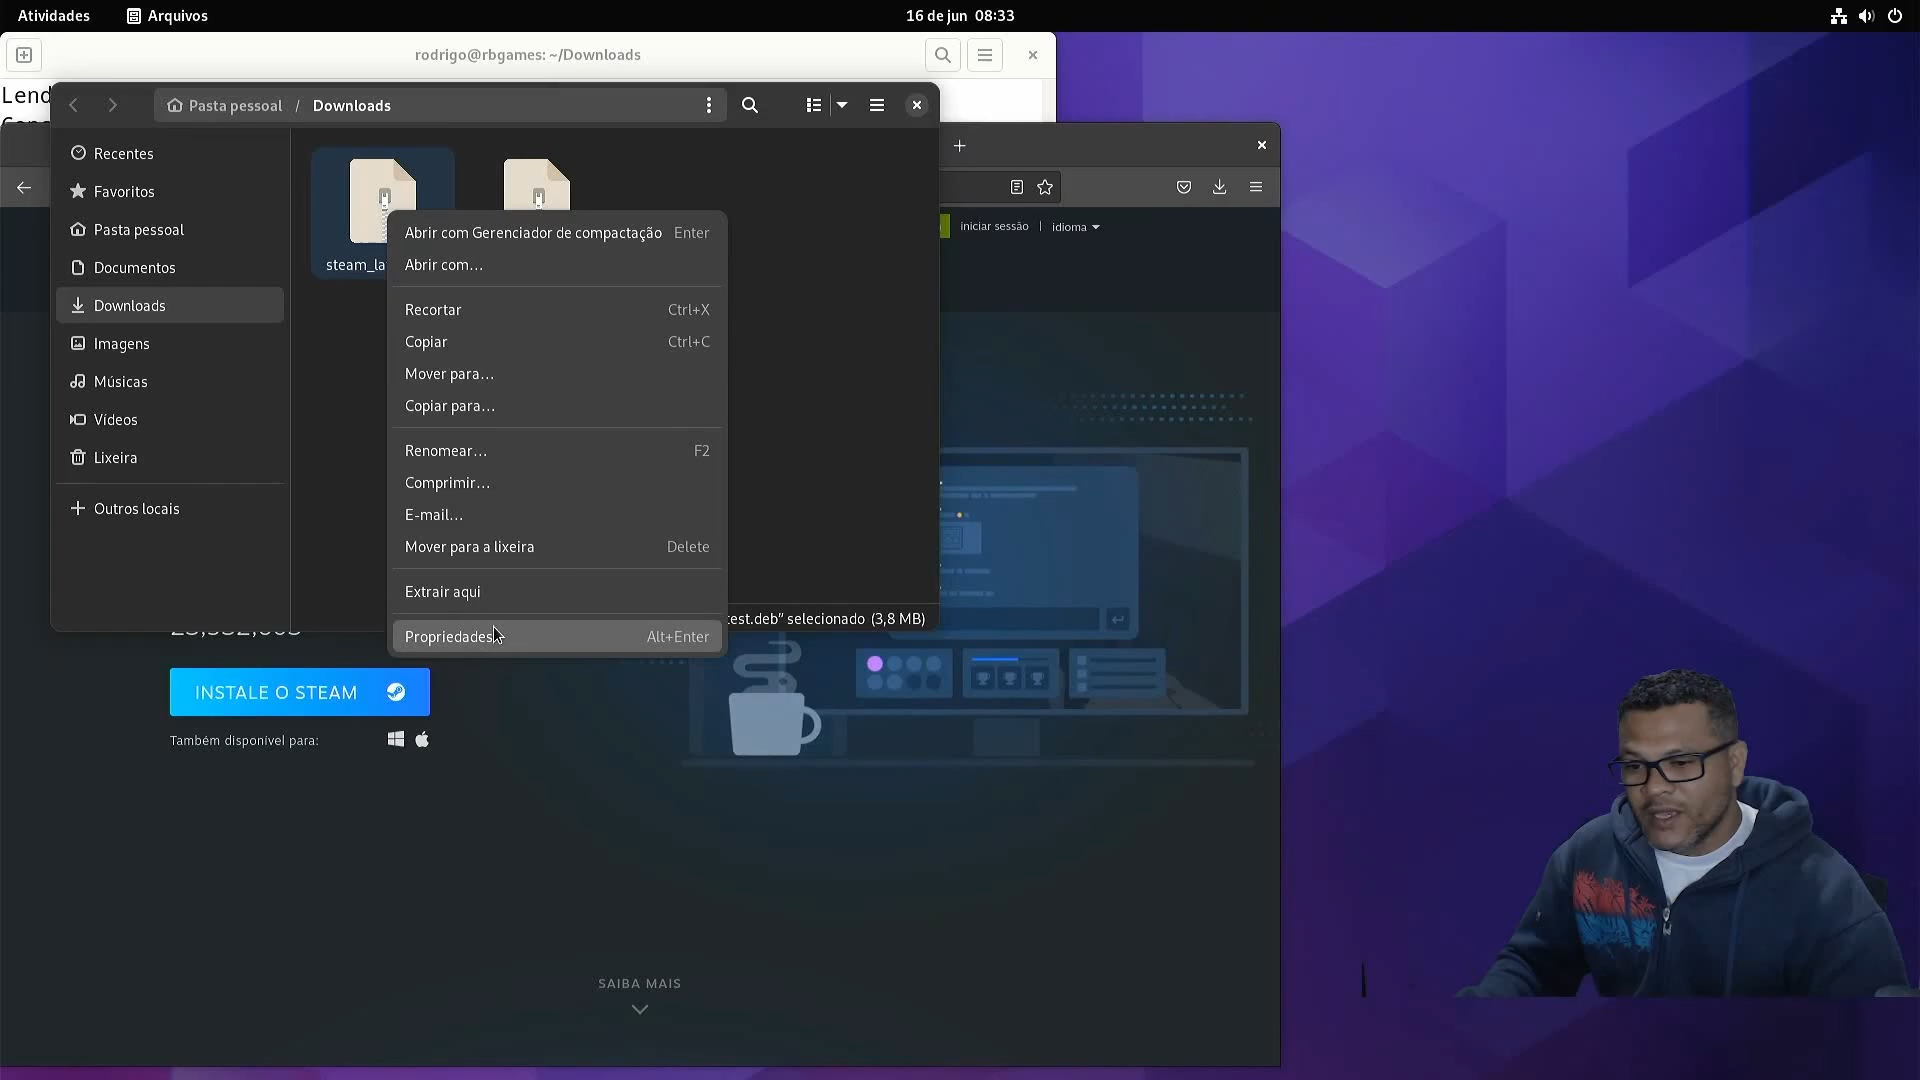 Atividades
Arquivos
16 de jun 08:33
rodrigo@rbgames: ~/Downloads
Pasta pessoal / Downloads
Recentes
Favoritos
Pasta pessoal
Documentos
Downloads
Imagens
Músicas
Vídeos
Lixeira
Outros locais
Abrir com Gerenciador de compactação Enter
Abrir com…
Recortar Ctrl+X
Copiar Ctrl+C
Mover para…
Copiar para…
Renomear… F2
Comprimir…
E-mail…
Mover para a lixeira Delete
Extrair aqui
Propriedades Alt+Enter
test.deb” selecionado (3,8 MB)
iniciar sessão | idioma
INSTALE O STEAM
Também disponível para:
SAIBA MAIS